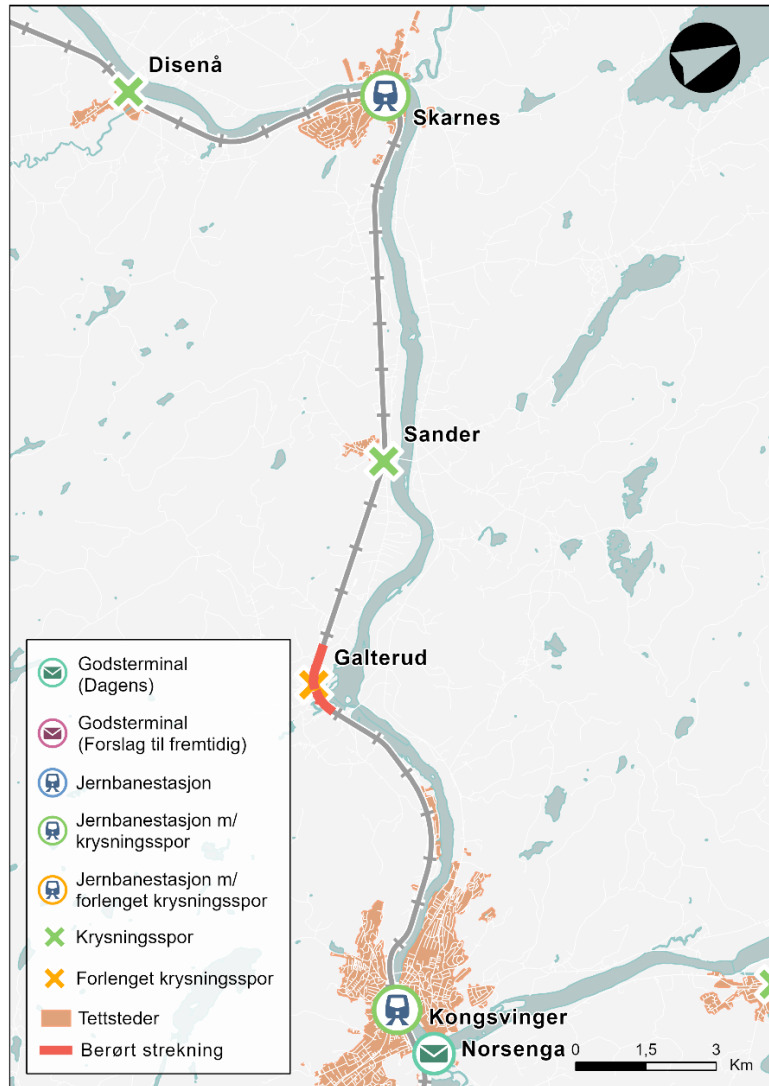 Disenå
Skarnes
Sander
Galterud
Godsterminal
(Dagens)
Godsterminal
(Forslag til fremtidig)
Jernbanestasjon
Jernbanestasjon m/
krysningsspor
Jernbanestasjon m/
forlenget krysningsspor
Krysningsspor
Forlenget krysningsspor
Tettsteder
Berørt strekning
Kongsvinger
Norsenga
0 1,5 3
Km